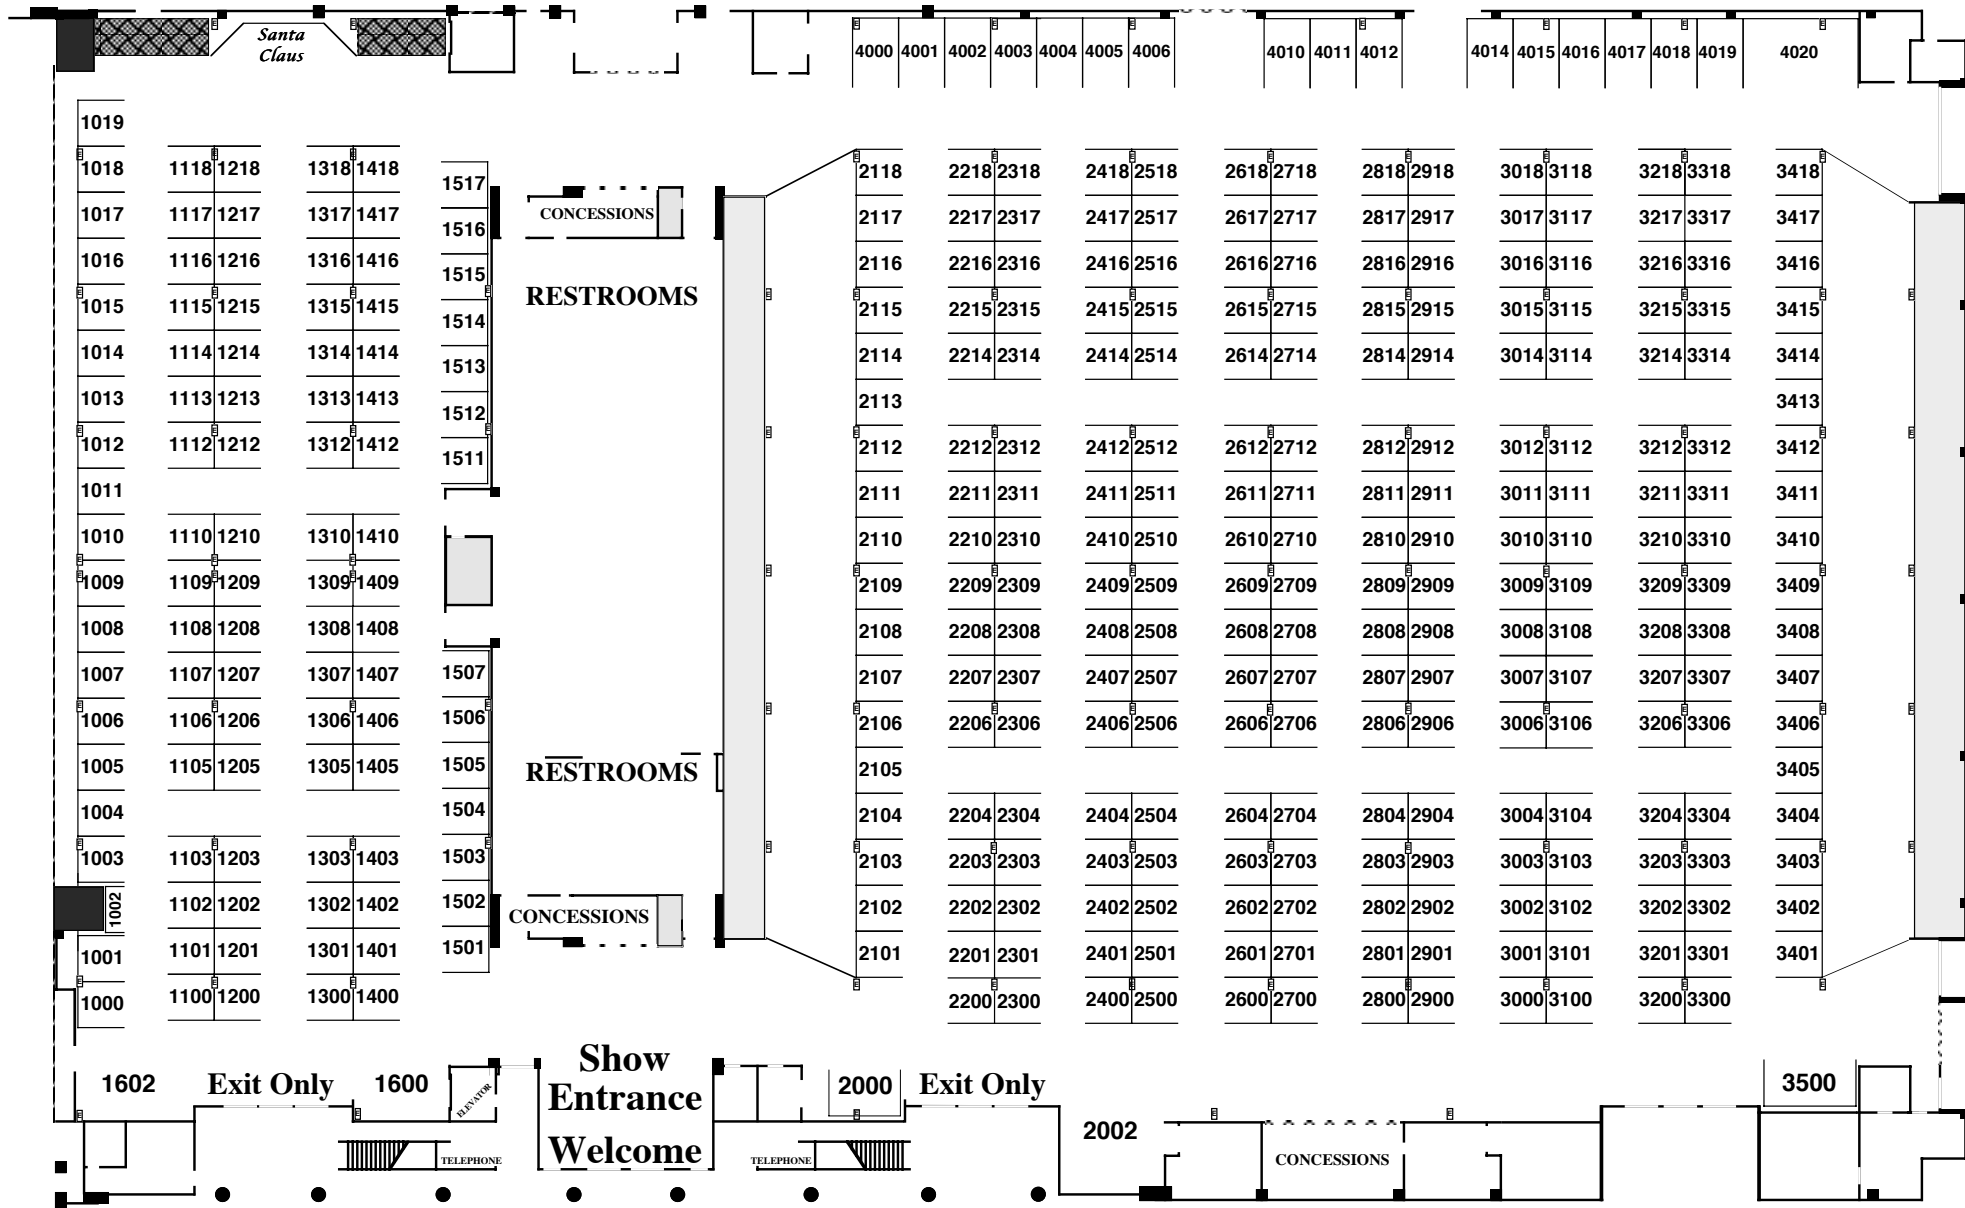 Santa
Claus
4000 4001 4002 4003 4004 4005 4006 4010 4011 4012 4014 4015 4016 4017 4018 4019 4020
1019
1018 1118 1218 1318 1418 1517 2118 2218 2318 2418 2518 2618 2718 2818 2918 3018 3118 3218 3318 3418
CONCESSIONS
1017 1117 1217 1317 1417 1516 2117 2217 2317 2417 2517 2617 2717 2817 2917 3017 3117 3217 3317 3417
1016 1116 1216 1316 1416 1515 2116 2216 2316 2416 2516 2616 2716 2816 2916 3016 3116 3216 3316 3416
RESTROOMS
1015 1115 1215 1315 1415 1514 2115 2215 2315 2415 2515 2615 2715 2815 2915 3015 3115 3215 3315 3415
1014 1114 1214 1314 1414 1513 2114 2214 2314 2414 2514 2614 2714 2814 2914 3014 3114 3214 3314 3414
1013 1113 1213 1313 1413 1512 2113 3413
1012 1112 1212 1312 1412 1511 2112 2212 2312 2412 2512 2612 2712 2812 2912 3012 3112 3212 3312 3412
1011 2111 2211 2311 2411 2511 2611 2711 2811 2911 3011 3111 3211 3311 3411
1010 1110 1210 1310 1410 2110 2210 2310 2410 2510 2610 2710 2810 2910 3010 3110 3210 3310 3410
1009 1109 1209 1309 1409 2109 2209 2309 2409 2509 2609 2709 2809 2909 3009 3109 3209 3309 3409
1008 1108 1208 1308 1408 2108 2208 2308 2408 2508 2608 2708 2808 2908 3008 3108 3208 3308 3408
1007 1107 1207 1307 1407 1507 2107 2207 2307 2407 2507 2607 2707 2807 2907 3007 3107 3207 3307 3407
1006 1106 1206 1306 1406 1506 2106 2206 2306 2406 2506 2606 2706 2806 2906 3006 3106 3206 3306 3406
1005 1105 1205 1305 1405 1505 RESTROOMS 2105 3405
1004 1504 2104 2204 2304 2404 2504 2604 2704 2804 2904 3004 3104 3204 3304 3404
1003 1103 1203 1303 1403 1503 2103 2203 2303 2403 2503 2603 2703 2803 2903 3003 3103 3203 3303 3403
1002 1102 1202 1302 1402 1502 CONCESSIONS 2102 2202 2302 2402 2502 2602 2702 2802 2902 3002 3102 3202 3302 3402
1001 1101 1201 1301 1401 1501 2101 2201 2301 2401 2501 2601 2701 2801 2901 3001 3101 3201 3301 3401
1000 1100 1200 1300 1400 2200 2300 2400 2500 2600 2700 2800 2900 3000 3100 3200 3300
1602 Exit Only 1600 ELEVATOR
Show
Entrance
Welcome
2000 Exit Only 3500
2002
TELEPHONE TELEPHONE CONCESSIONS